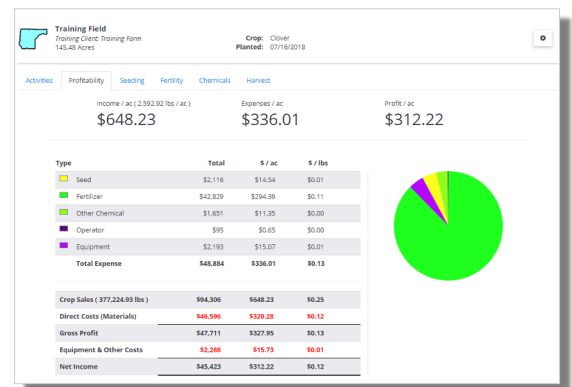 Training Field
Training Client: Training Farm
145.48 Acres
Crop: Clover
Planted: 07/16/2018
Activities Profitability Seeding Fertility Chemicals Harvest
Income / ac ( 2,592.92 lbs / ac ) Expenses / ac Profit / ac
$648.23 $336.01 $312.22
Type Total $ / ac $ / lbs
Seed $2,116 $14.54 $0.01
Fertilizer $42,829 $294.39 $0.11
Other Chemical $1,651 $11.35 $0.00
Operator $95 $0.65 $0.00
Equipment $2,193 $15.07 $0.01
Total Expense $48,884 $336.01 $0.13
Crop Sales ( 377,224.93 lbs ) $94,306 $648.23 $0.25
Direct Costs (Materials) $46,596 $320.28 $0.12
Gross Profit $47,711 $327.95 $0.13
Equipment & Other Costs $2,288 $15.73 $0.01
Net Income $45,423 $312.22 $0.12